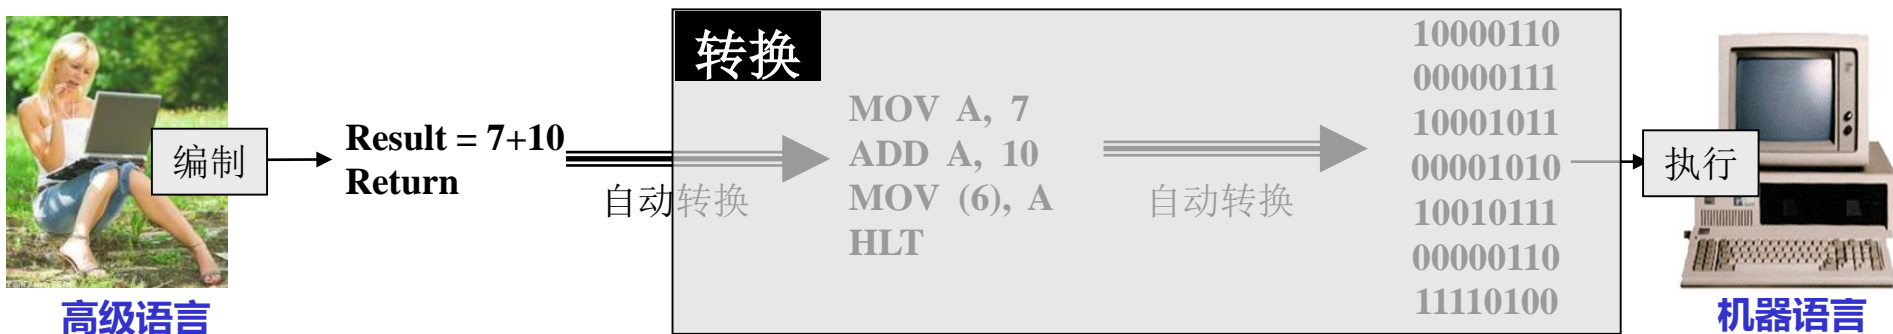 编制
高级语言
Result = 7+10
Return
自动转换
转换
MOV A, 7
ADD A, 10
MOV (6), A
HLT
自动转换
10000110
00000111
10001011
00001010
10010111
00000110
11110100
执行
机器语言